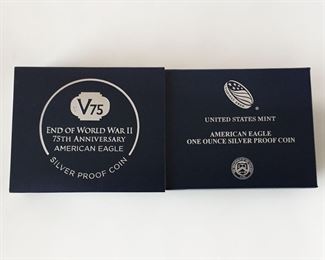 V75
END OF WORLD WAR II
75TH ANNIVERSARY
AMERICAN EAGLE
SILVER PROOF COIN
UNITED STATES MINT
AMERICAN EAGLE
ONE OUNCE SILVER PROOF COIN